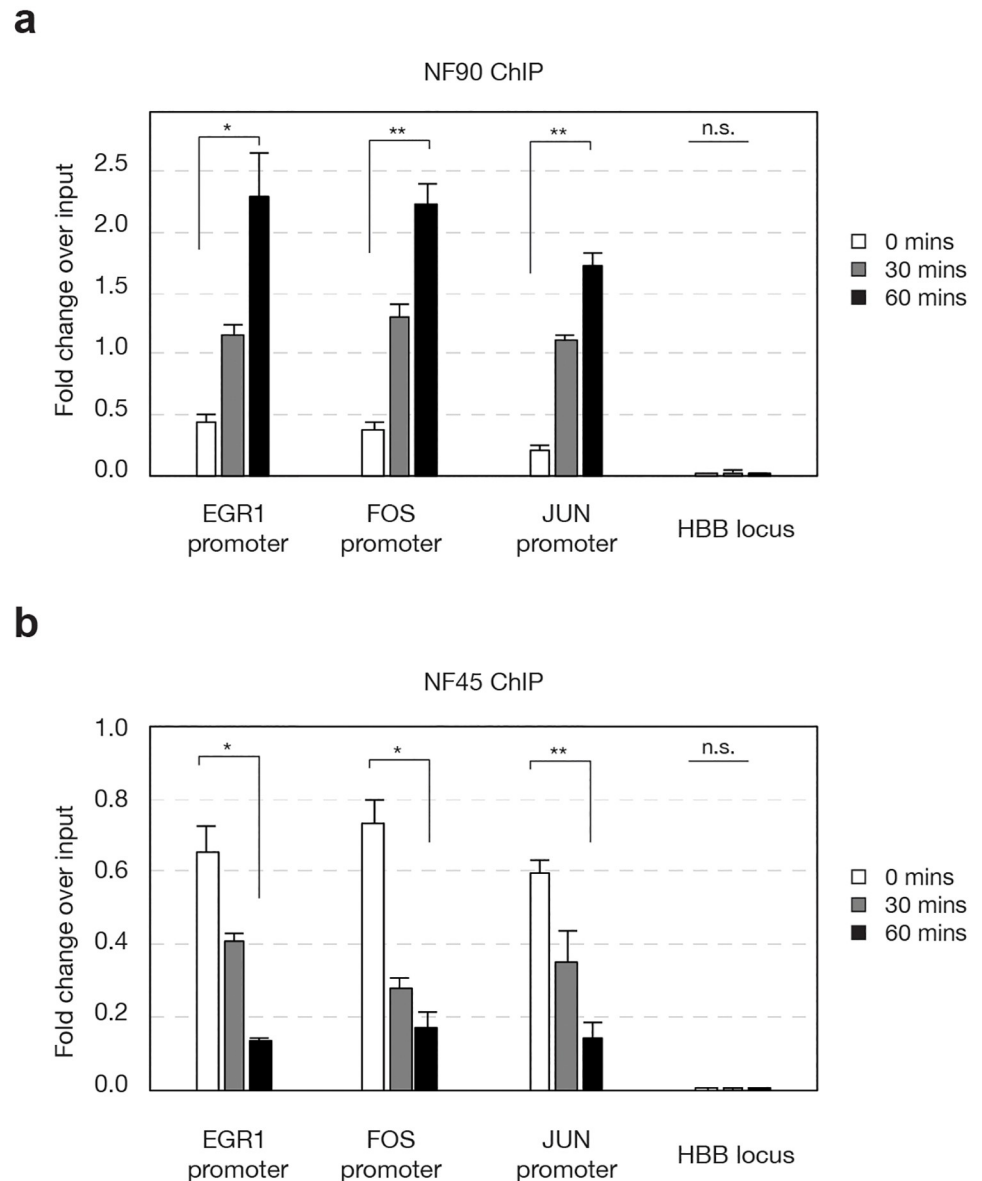 a
NF90 ChIP
Fold change over input
2.5
2.0
1.5
1.0
0.5
0.0
*
**
**
n.s.
0 mins
30 mins
60 mins
EGR1
promoter
FOS
promoter
JUN
promoter
HBB locus
b
NF45 ChIP
Fold change over input
1.0
0.8
0.6
0.4
0.2
0.0
*
*
**
n.s.
0 mins
30 mins
60 mins
EGR1
promoter
FOS
promoter
JUN
promoter
HBB locus